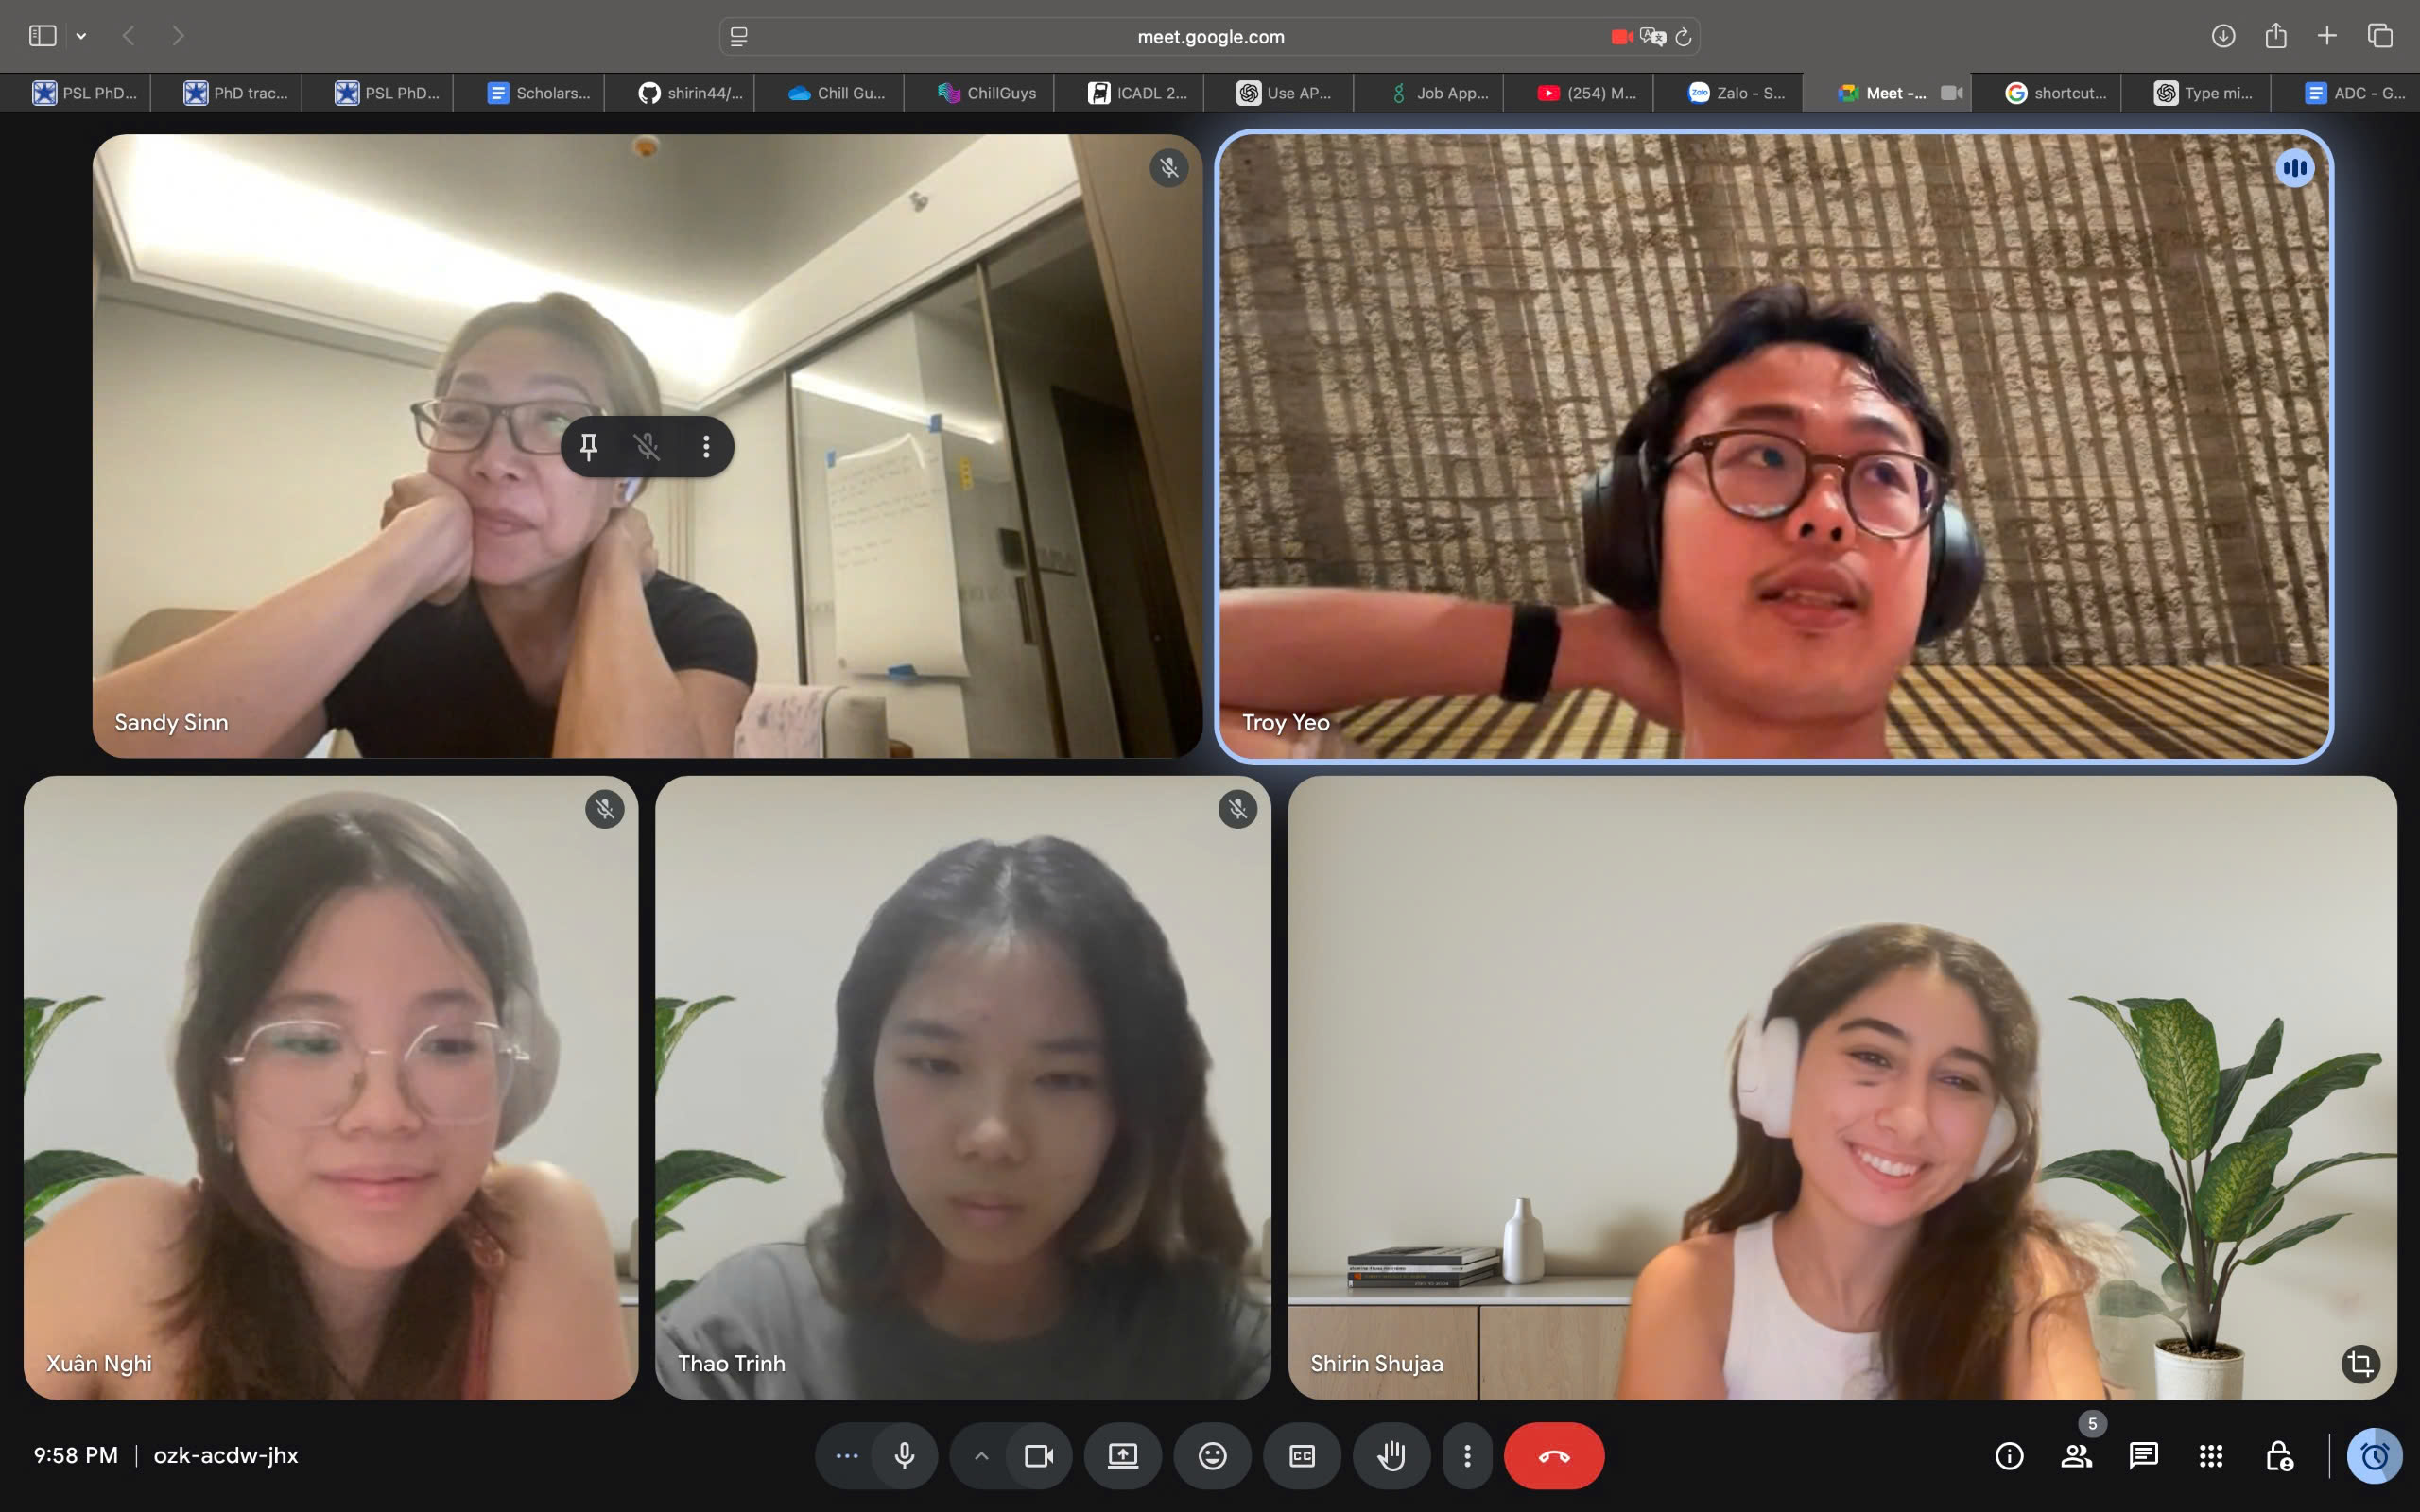 meet.google.com
PSL PhD...
PhD trac...
PSL PhD...
Scholars...
shirin44/...
Chill Gu...
ChillGuys
ICADL 2...
Use AP...
Job App...
(254) M...
Zalo
Zalo - S...
Meet -...
shortcut...
Type mi...
ADC - G...
Sandy Sinn
Troy Yeo
Xuân Nghi
Thao Trinh
Shirin Shujaa
9:58 PM
ozk-acdw-jhx
CC
5